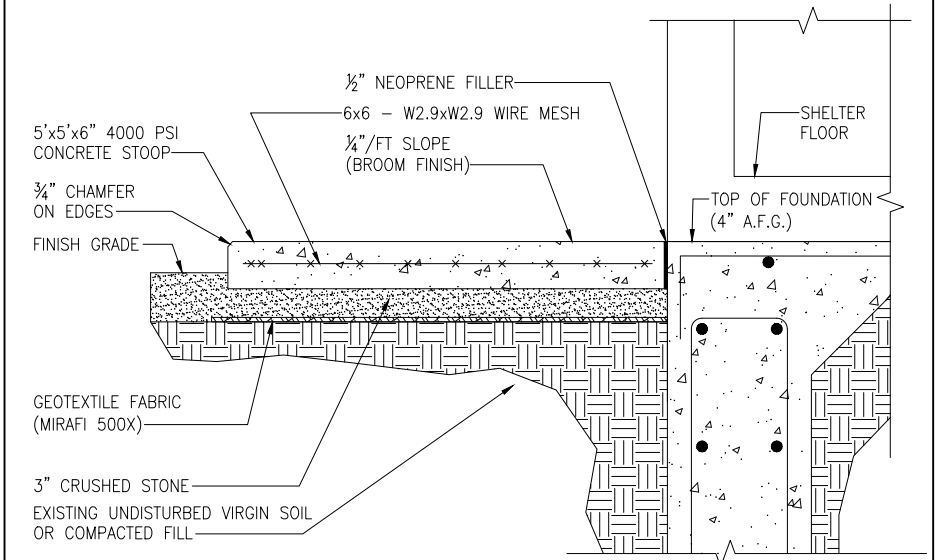 ½" NEOPRENE FILLER
6x6 - W2.9xW2.9 WIRE MESH
¼"/FT SLOPE
(BROOM FINISH)
SHELTER
FLOOR
5'x5'x6" 4000 PSI
CONCRETE STOOP
¾" CHAMFER
ON EDGES
FINISH GRADE
TOP OF FOUNDATION
(4" A.F.G.)
GEOTEXTILE FABRIC
(MIRAFI 500X)
3" CRUSHED STONE
EXISTING UNDISTURBED VIRGIN SOIL
OR COMPACTED FILL